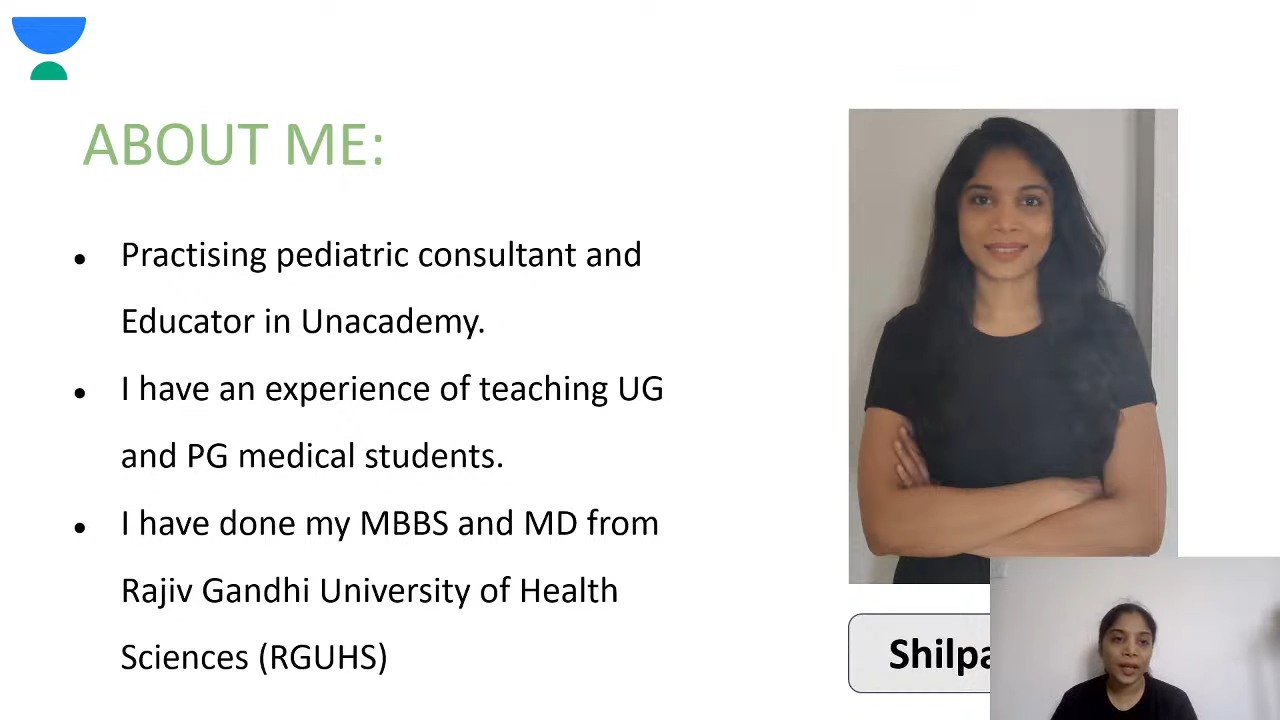 ABOUT ME:
• Practising pediatric consultant and
Educator in Unacademy.
• I have an experience of teaching UG
and PG medical students.
• I have done my MBBS and MD from
Rajiv Gandhi University of Health
Sciences (RGUHS)
Shilpa